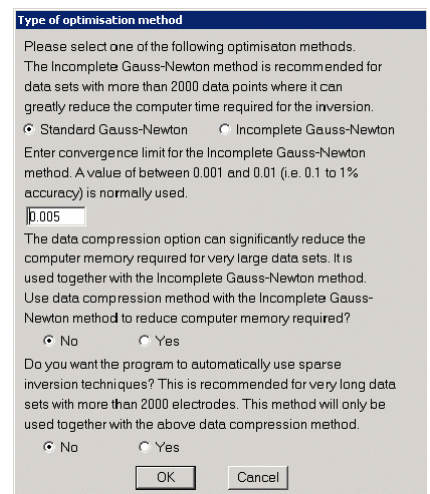 Type of optimisation method
Please select one of the following optimisaton methods.
The Incomplete Gauss-Newton method is recommended for
data sets with more than 2000 data points where it can
greatly reduce the computer time required for the inversion.
Standard Gauss-Newton Incomplete Gauss-Newton
Enter convergence limit for the Incomplete Gauss-Newton
method. A value of between 0.001 and 0.01 (i.e. 0.1 to 1%
accuracy) is normally used.
0.005
The data compression option can significantly reduce the
computer memory required for very large data sets. It is
used together with the Incomplete Gauss-Newton method.
Use data compression method with the Incomplete Gauss-
Newton method to reduce computer memory required?
No Yes
Do you want the program to automatically use sparse
inversion techniques? This is recommended for very long data
sets with more than 2000 electrodes. This method will only be
used together with the above data compression method.
No Yes
OK Cancel